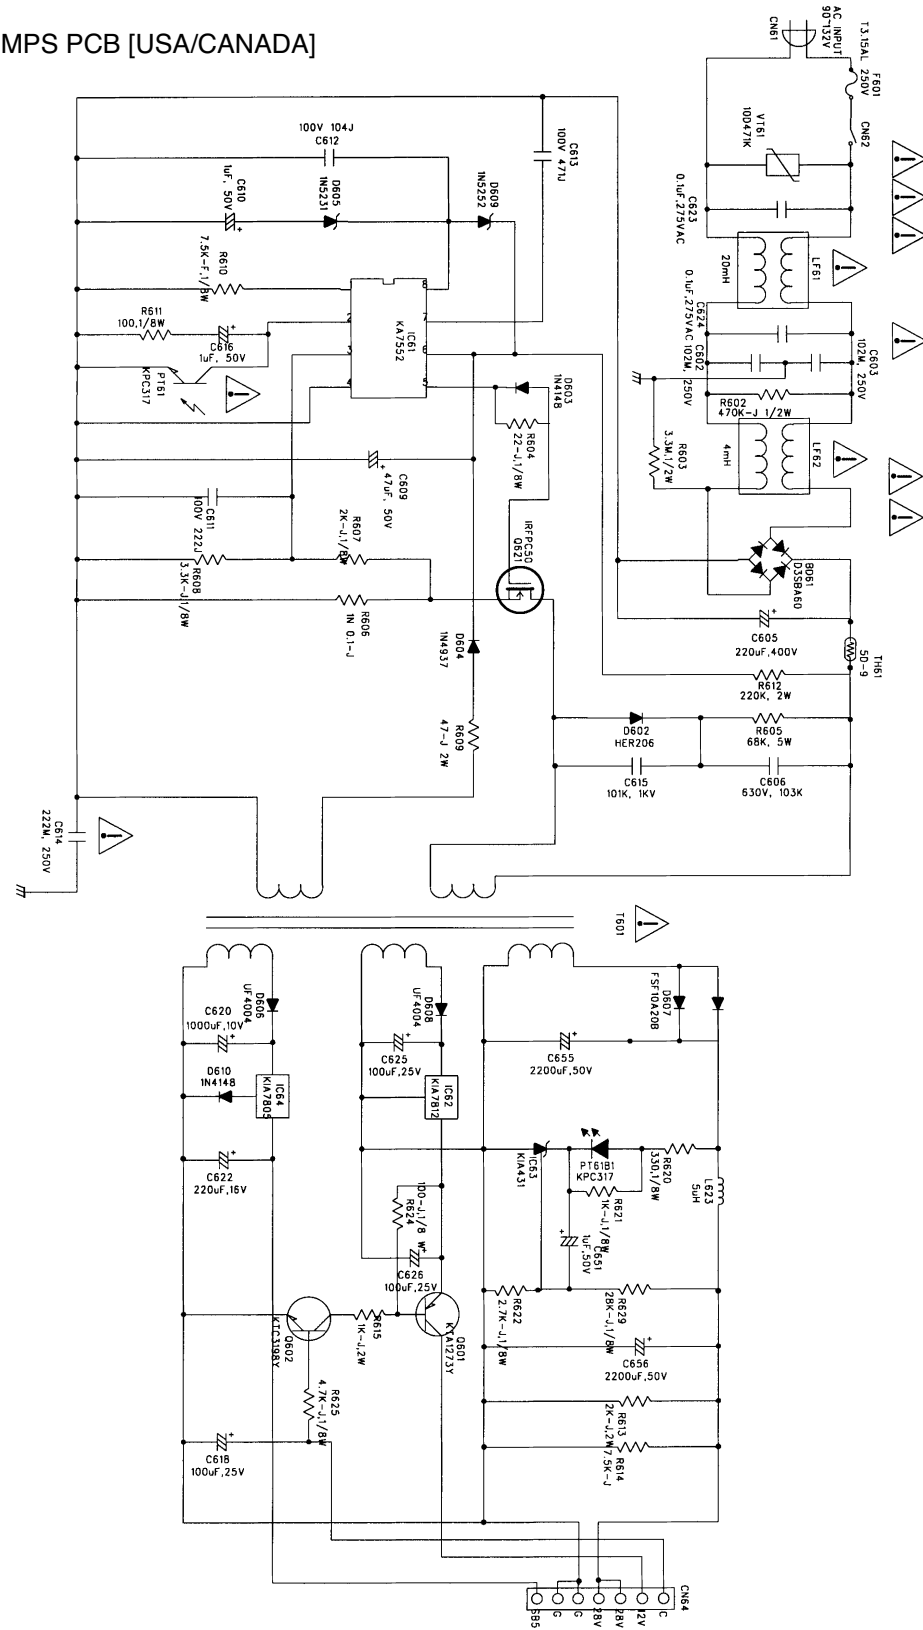 MPS PCB [USA/CANADA]
AC INPUT
90~132V
CN61
T3.15AL 250V
F601
CN62
VT61
10D471K
C623
0.1uF,275VAC
LF61
20mH
C624
0.1uF,275VAC
C602
102M, 250V
C603
102M, 250V
R602
470K-J 1/2W
R603
3.3M,1/2W
LF62
4mH
BD61
D3SBA60
C605
220uF,400V
TH61
5D-9
R612
220K, 2W
R605
68K, 5W
D602
HER206
C615
101K, 1KV
C606
630V, 103K
100V 104J
C612
C613
100V 471J
C610
1uF, 50V
D605
1N5231
D609
1N5252
R610
7.5K-F,1/8W
R611
100,1/8W
C616
1uF, 50V
PT61
KPC317
IC61
KA7552
1
2
3
4
5
6
7
8
D603
1N4148
R604
22-J,1/8W
C609
47uF, 50V
C611
100V 222J
R607
2K-J,1/8W
R608
3.3K-J,1/8W
R606
1N 0.1-J
IRFPC50
Q621
D604
1N4937
R609
47-J 2W
C614
222M, 250V
T601
D606
UF4004
C620
1000uF,10V
D610
1N4148
IC64
KIA7805
C622
220uF,16V
D608
UF4004
C625
100uF,25V
IC62
KIA7812
R624
100-J,1/8 W
C626
100uF,25V
Q601
KTA1273Y
R615
1K-J,2W
Q602
KTC3198Y
R625
4.7K-J,1/8W
C618
100uF,25V
D607
FSF10A20B
C655
2200uF,50V
IC63
KIA431
PT61B1
KPC317
R620
330,1/8W
L623
5uH
R621
1K-J,1/8W
C651
1uF,50V
R622
2.7K-J,1/8W
R629
28K-J,1/8W
C656
2200uF,50V
R613
2K-J,2W
R614
7.5K-J
CN64
G
G
28V
28V
12V
C